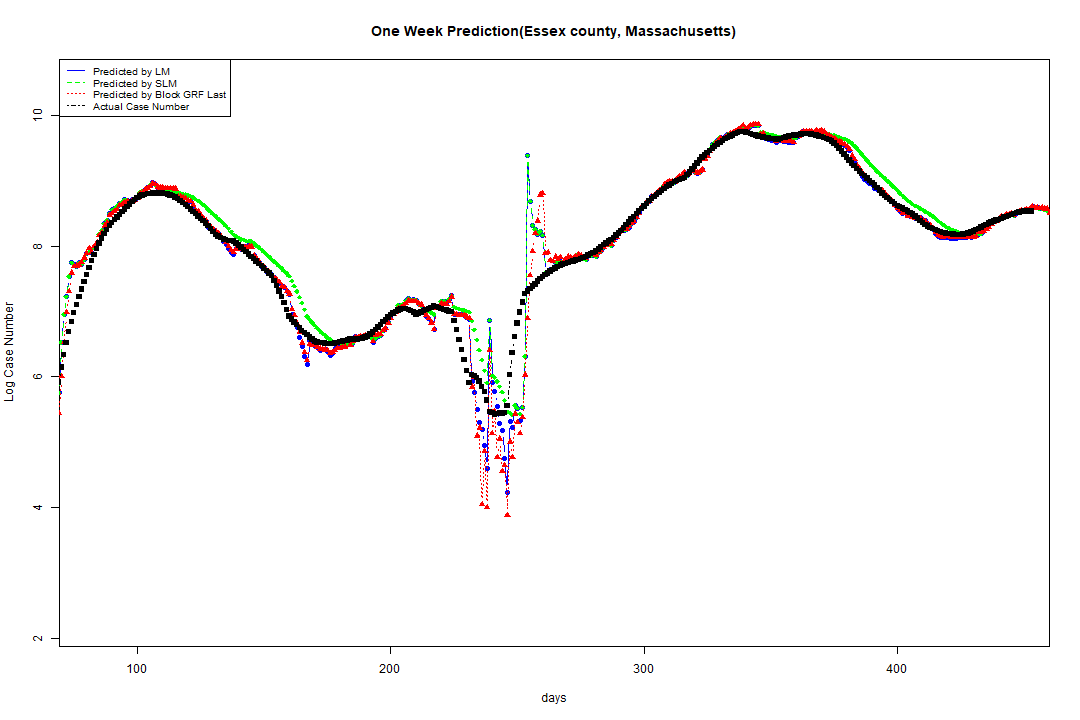 One Week Prediction(Essex county, Massachusetts)
Predicted by LM
Predicted by SLM
Predicted by Block GRF Last
Actual Case Number
10
8
6
4
2
Log Case Number
100 200 300 400
days